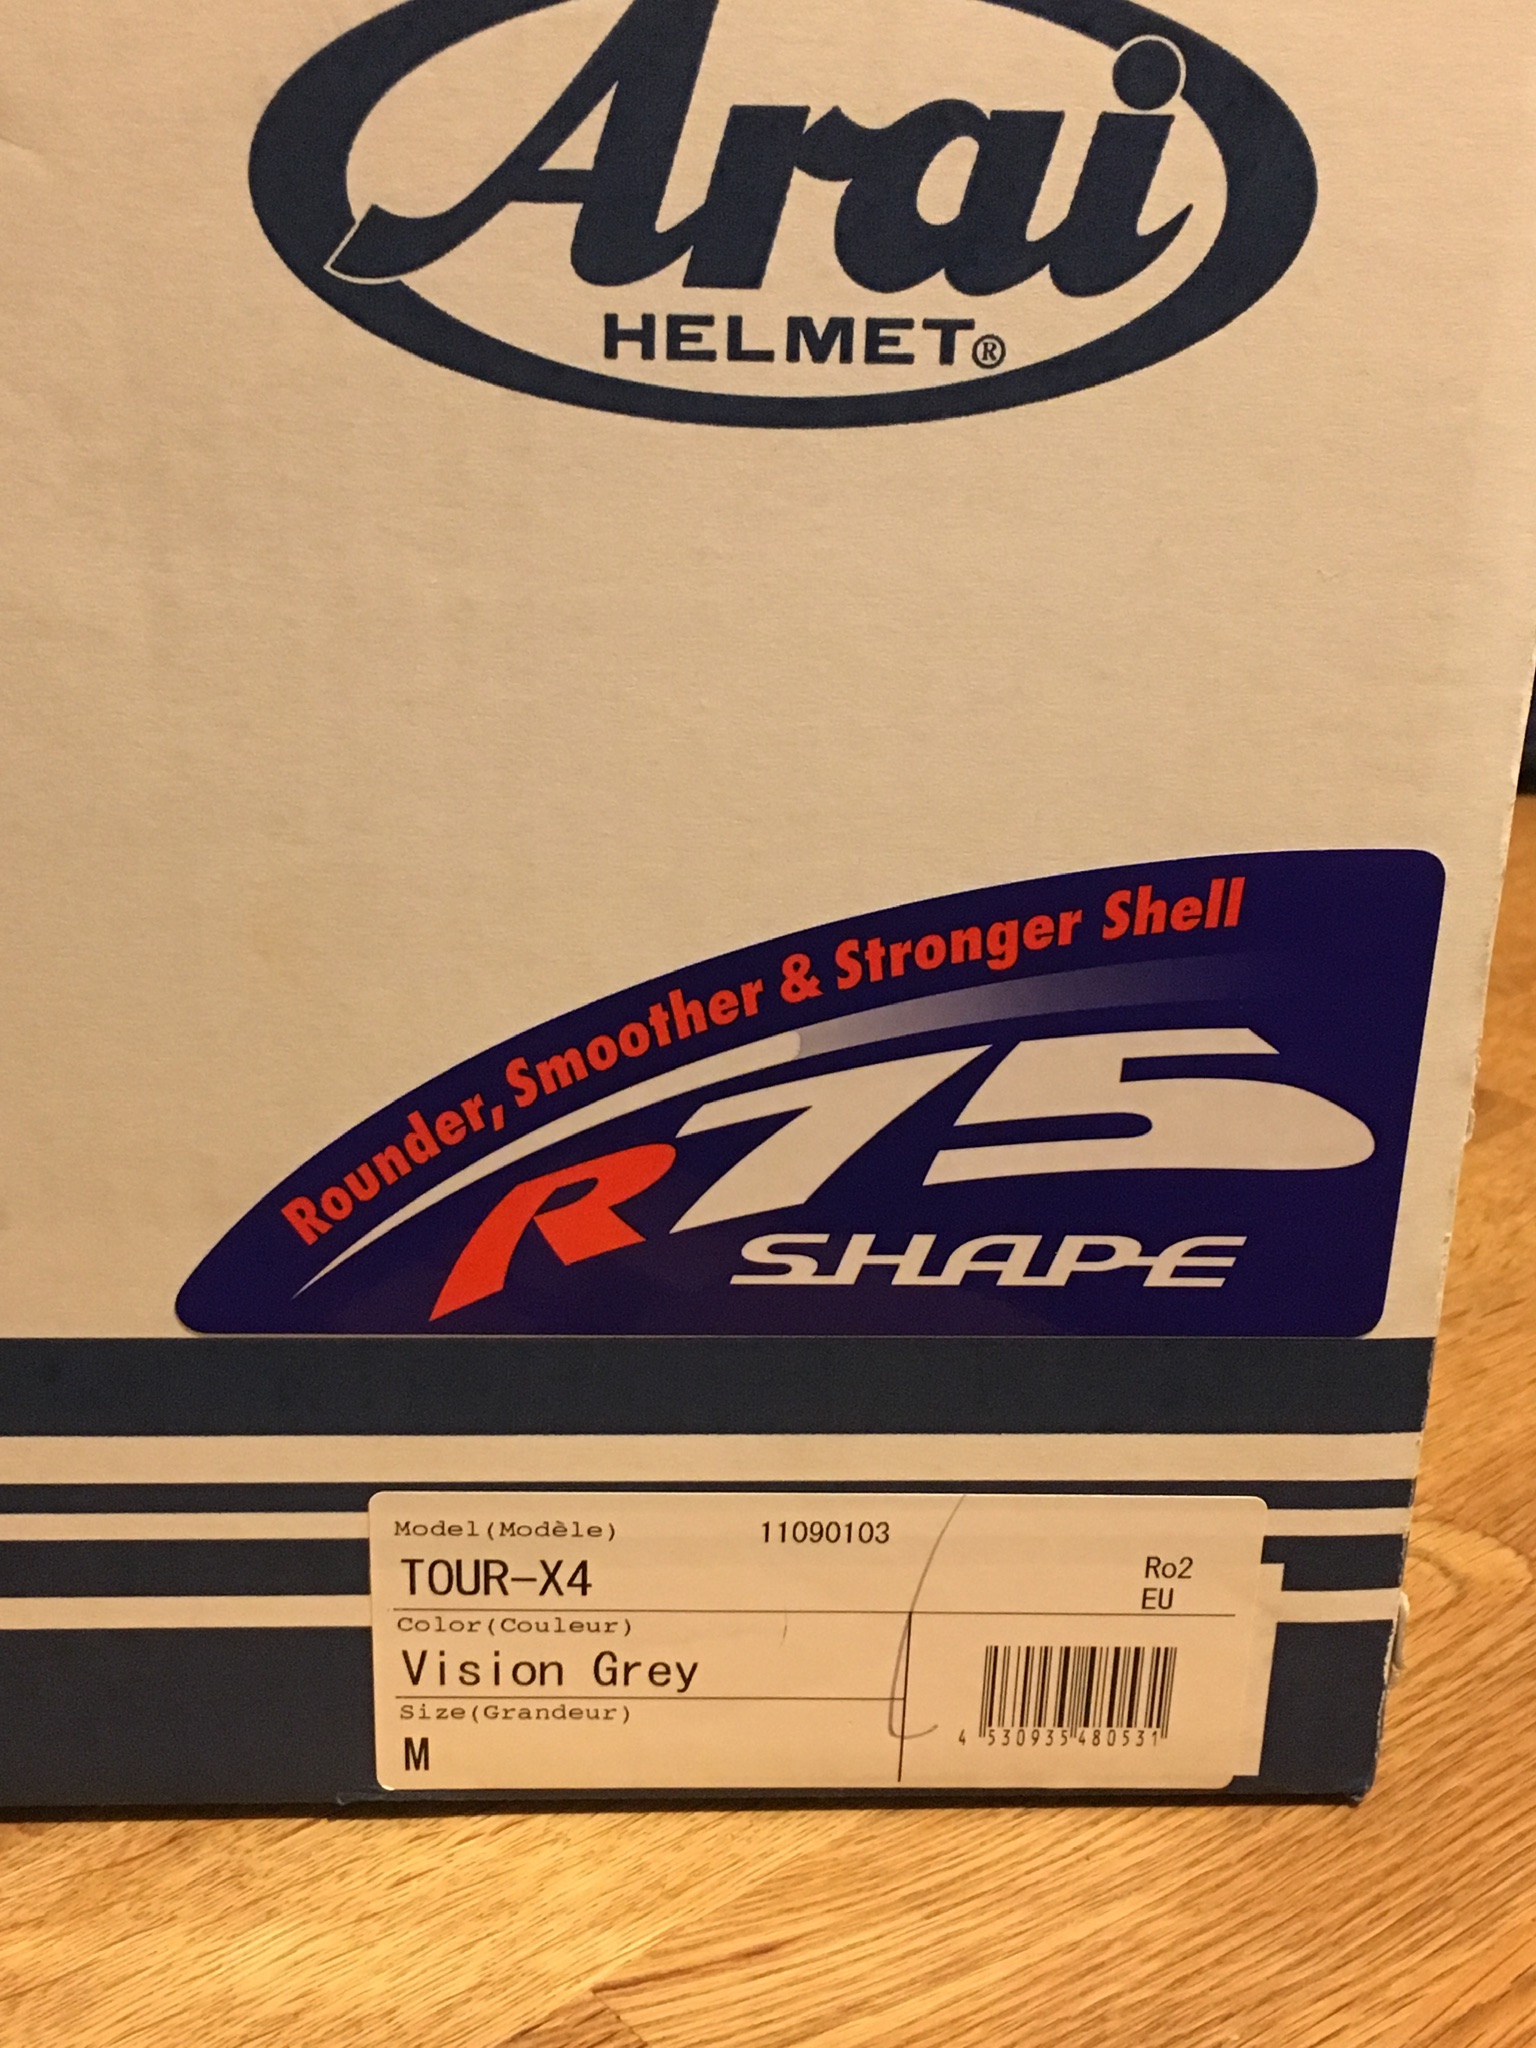 Arai
HELMET®
Rounder, Smoother & Stronger Shell
R75
SHAPE
Model(Modèle) 11090103
TOUR-X4 Ro2
EU
Color(Couleur)
Vision Grey
Size(Grandeur)
M
4 530935 480531